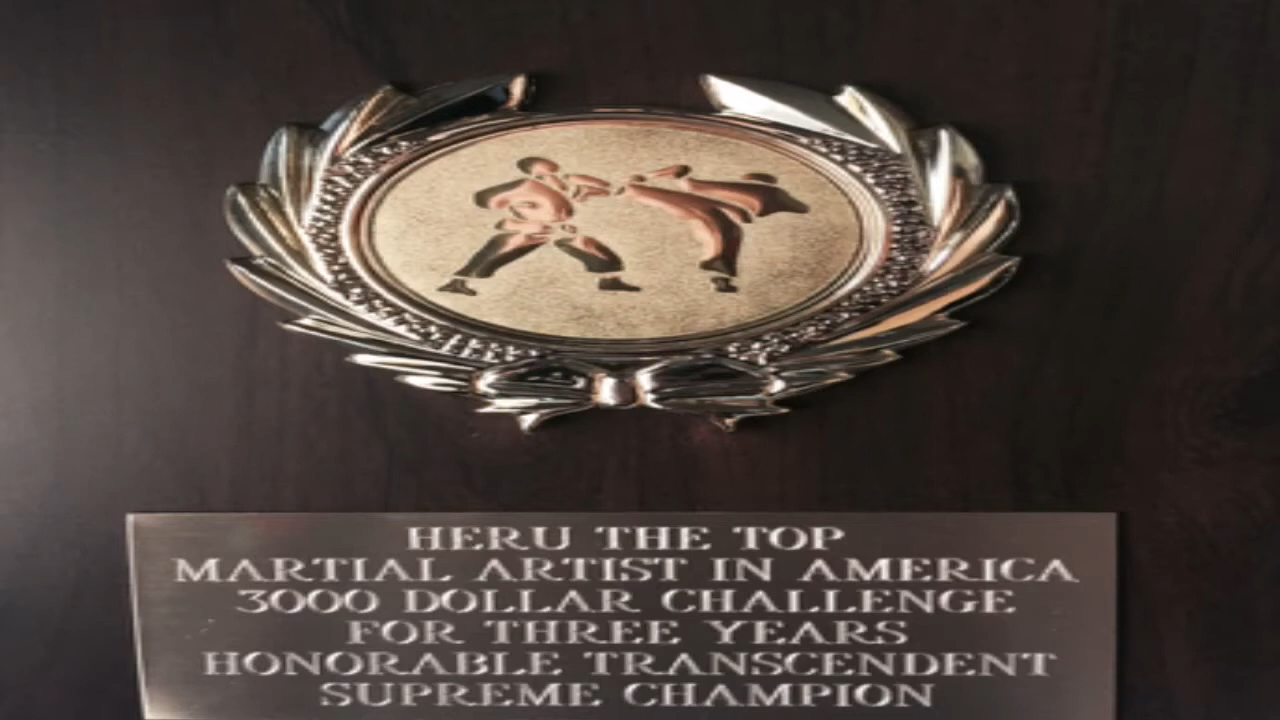 HERU THE TOP
MARTIAL ARTIST IN AMERICA
3000 DOLLAR CHALLENGE
FOR THREE YEARS
HONORABLE TRANSCENDENT
SUPREME CHAMPION